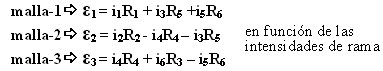 malla-1⇨ ε1 = i1R1 + i3R5 +i5R6
malla-2⇨ ε2 = i2R2 - i4R4 – i3R5
malla-3⇨ ε3 = i4R4 + i6R3 – i5R6
en función de las
intensidades de rama